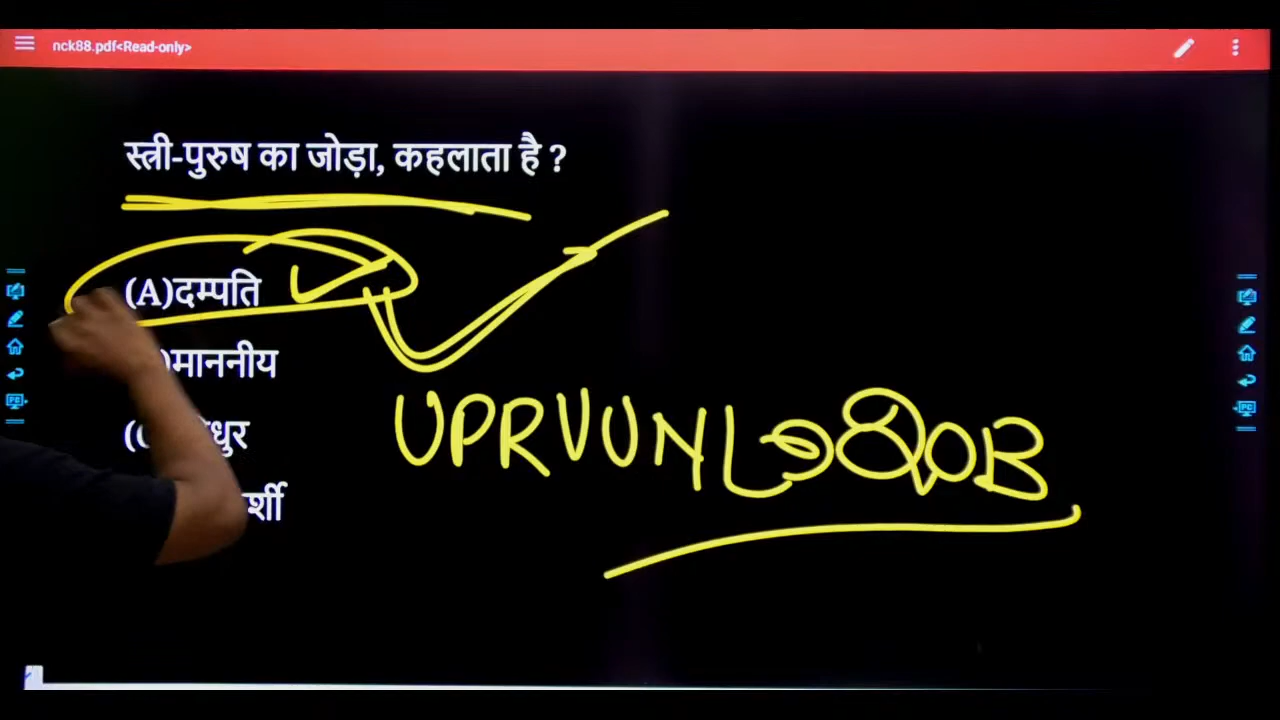 nck88.pdf<Read-only>
स्त्री-पुरुष का जोड़ा, कहलाता है ?
(A)दम्पति
)माननीय
UPRVUNL